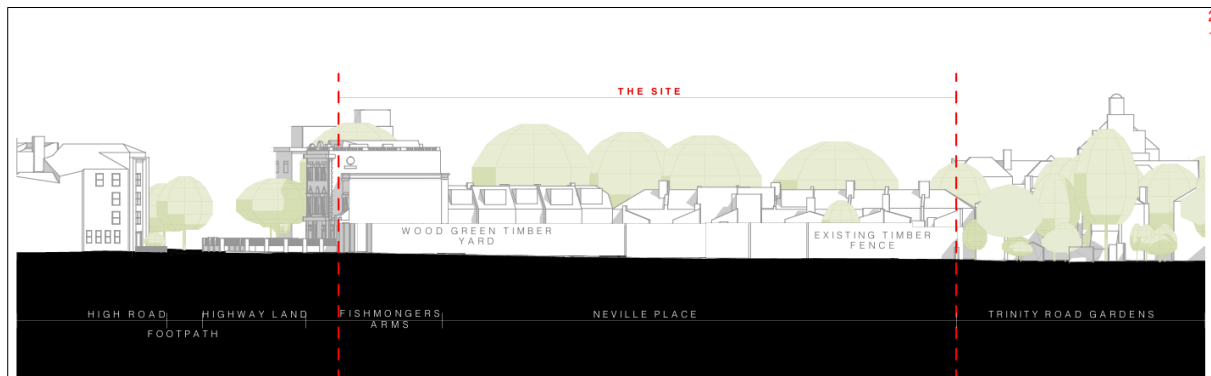 THE SITE
WOOD GREEN TIMBER
YARD
EXISTING TIMBER
FENCE
HIGH ROAD
FOOTPATH
HIGHWAY LAND
FISHMONGERS
ARMS
NEVILLE PLACE
TRINITY ROAD GARDENS